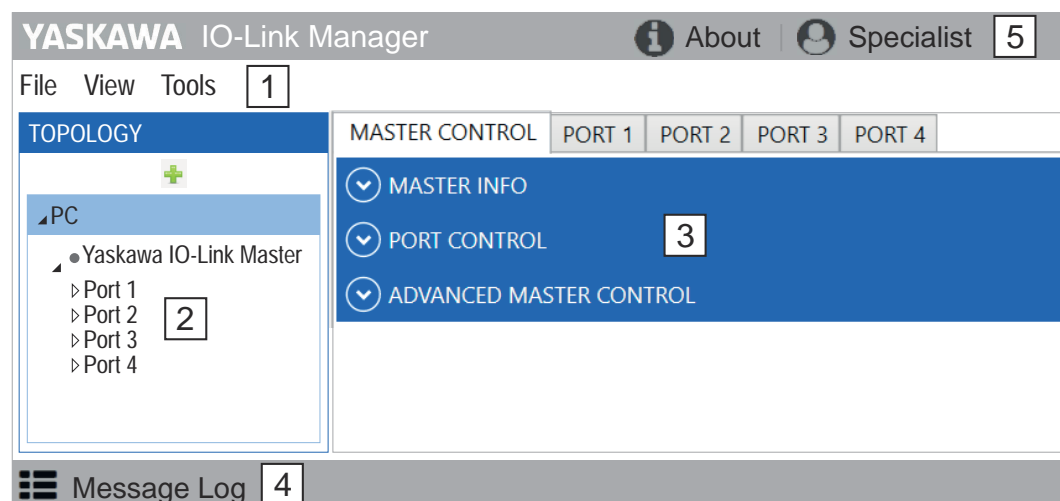 YASKAWA IO-Link Manager About Specialist 5
File View Tools 1
TOPOLOGY
PC
Yaskawa IO-Link Master
Port 1
Port 2
Port 3
Port 4
2
MASTER CONTROL PORT 1 PORT 2 PORT 3 PORT 4
MASTER INFO
PORT CONTROL 3
ADVANCED MASTER CONTROL
Message Log 4